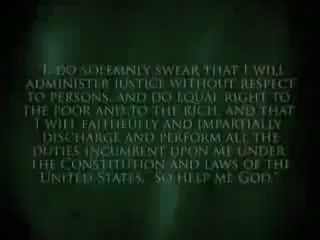 "I, DO SOLEMNLY SWEAR THAT I WILL
ADMINISTER JUSTICE WITHOUT RESPECT
TO PERSONS, AND DO EQUAL RIGHT TO
THE POOR AND TO THE RICH, AND THAT
I WILL FAITHFULLY AND IMPARTIALLY
DISCHARGE AND PERFORM ALL THE
DUTIES INCUMBENT UPON ME UNDER
THE CONSTITUTION AND LAWS OF THE
UNITED STATES. SO HELP ME GOD."